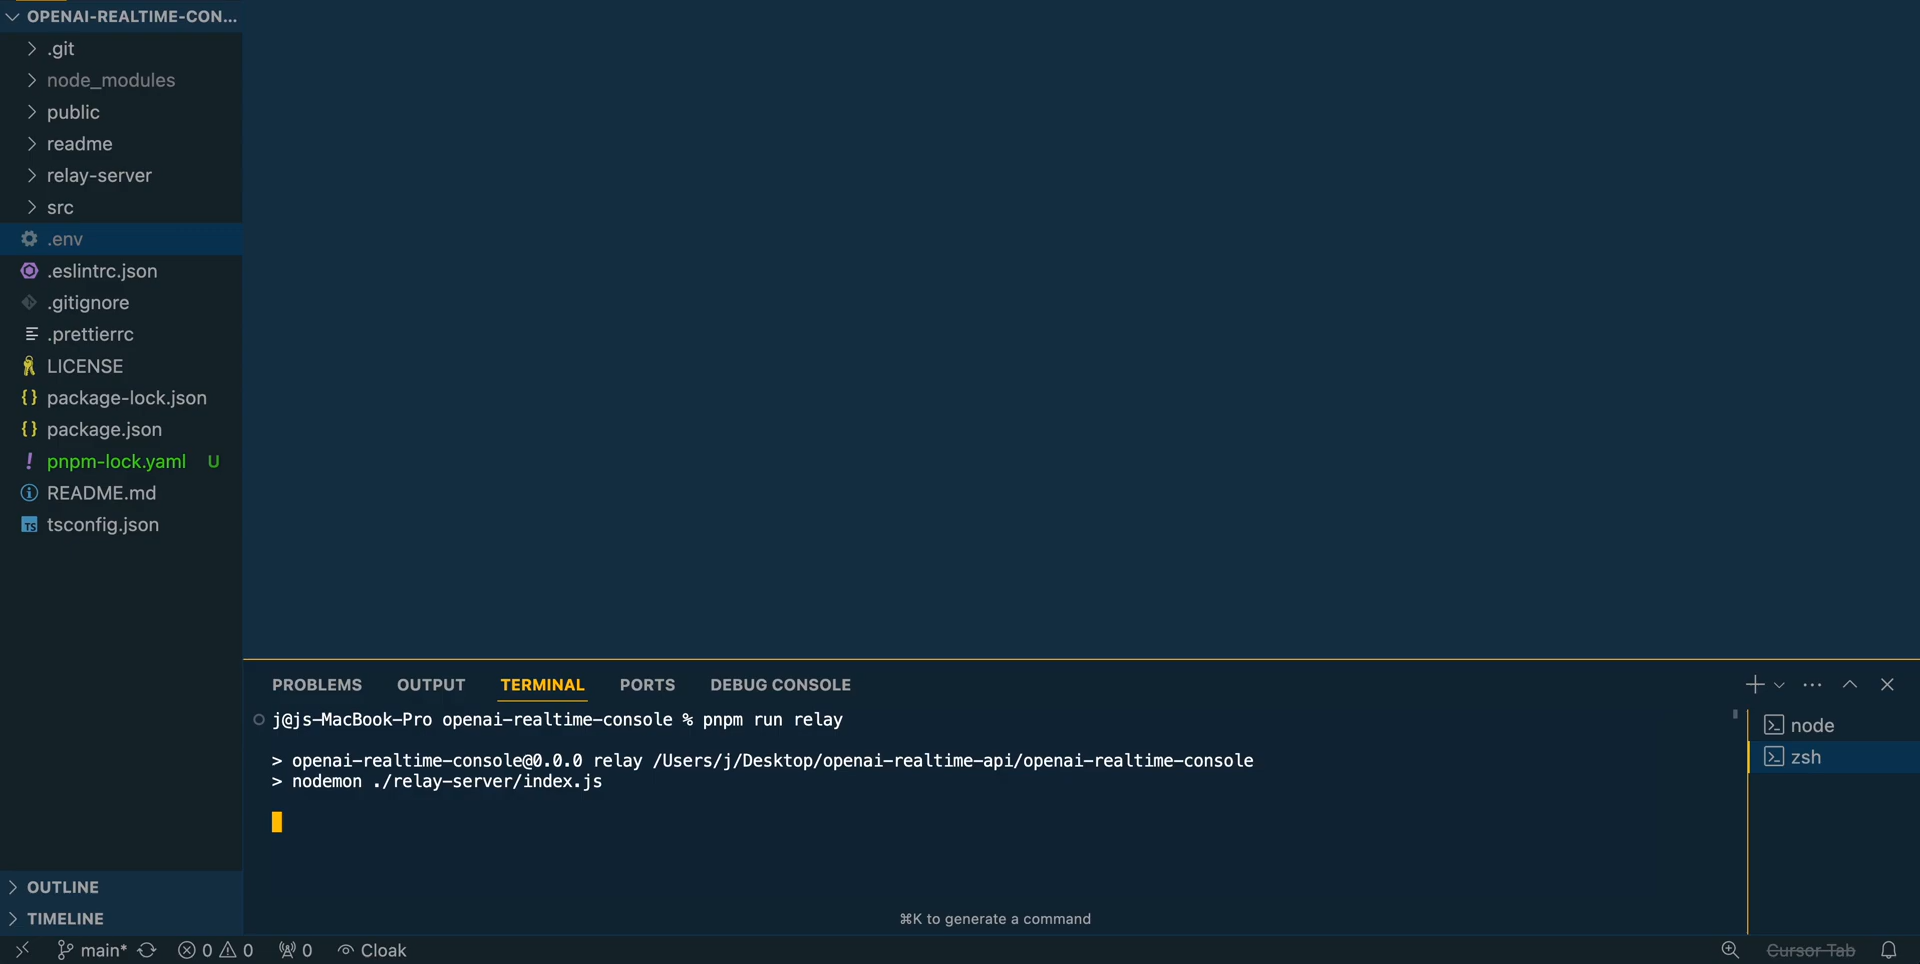 OPENAI-REALTIME-CON...
.git
node_modules
public
readme
relay-server
src
.env
.eslintrc.json
.gitignore
.prettierrc
LICENSE
{} package-lock.json
{} package.json
! pnpm-lock.yaml U
README.md
TS tsconfig.json
OUTLINE
TIMELINE
PROBLEMS OUTPUT TERMINAL PORTS DEBUG CONSOLE
j@js-MacBook-Pro openai-realtime-console % pnpm run relay
> openai-realtime-console@0.0.0 relay /Users/j/Desktop/openai-realtime-api/openai-realtime-console
> nodemon ./relay-server/index.js
⌘K to generate a command
node
zsh
main* 0 0 0 Cloak Cursor Tab